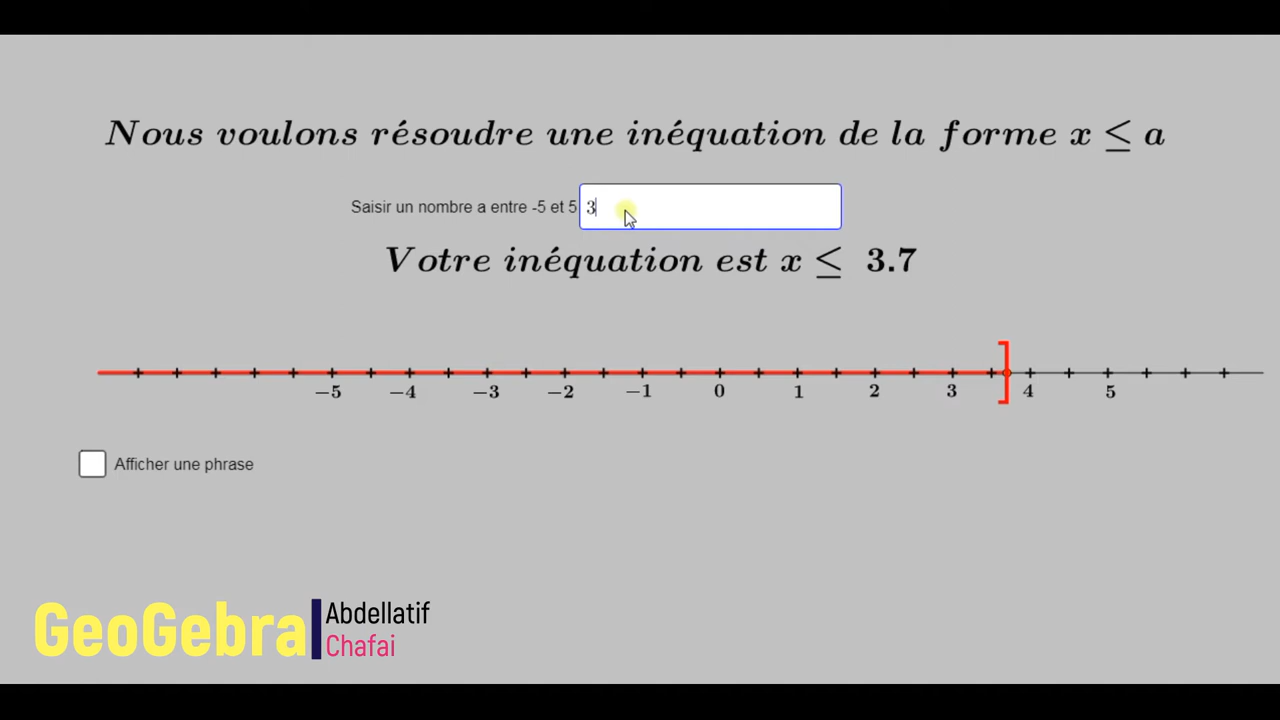 Nous voulons résoudre une inéquation de la forme x ≤ a
Saisir un nombre a entre -5 et 5 3
Votre inéquation est x ≤ 3.7
−5 −4 −3 −2 −1 0 1 2 3 4 5
Afficher une phrase
GeoGebra
Abdellatif
Chafai